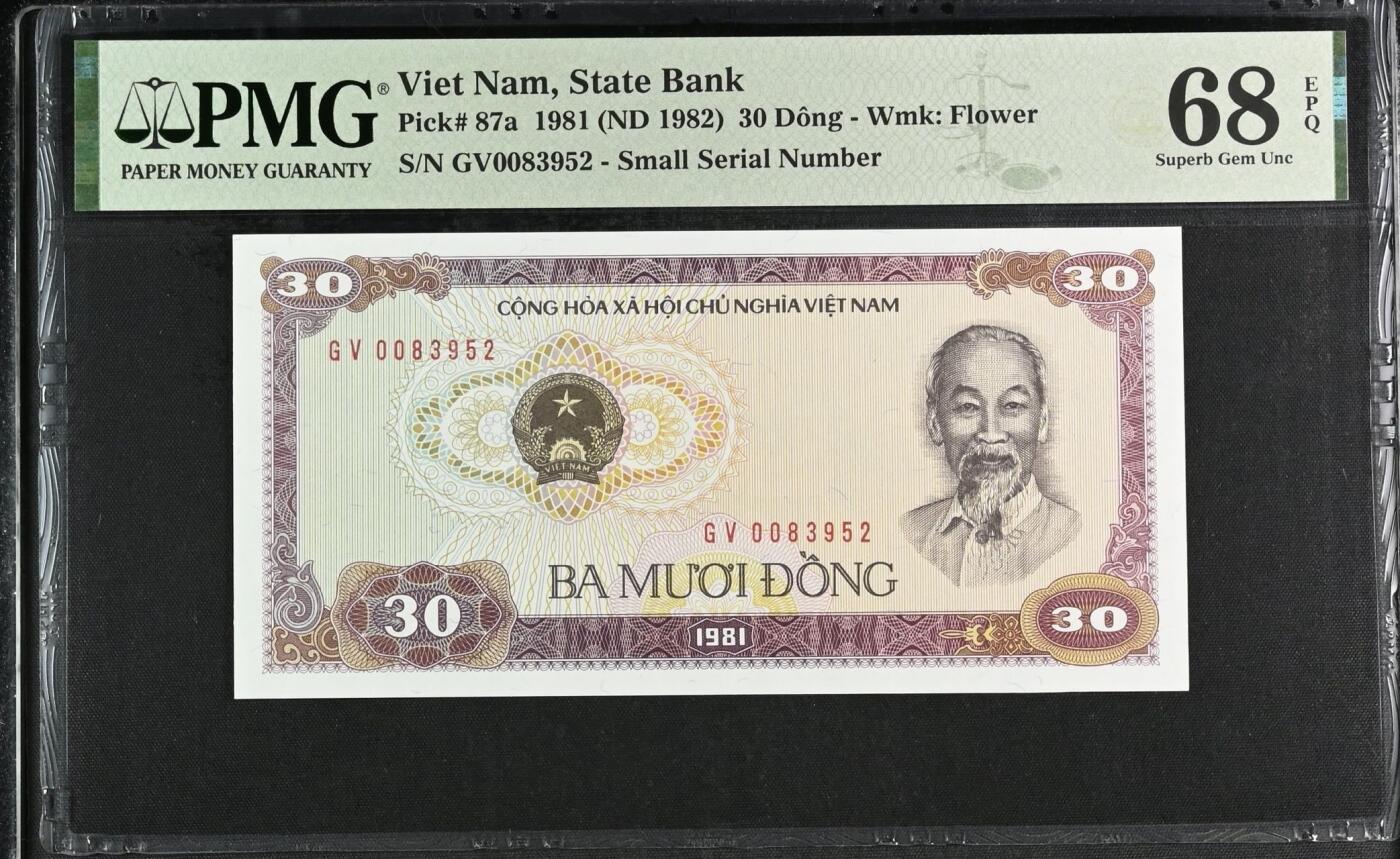 PMG®
PAPER MONEY GUARANTY
Viet Nam, State Bank
Pick# 87a 1981 (ND 1982) 30 Dông - Wmk: Flower
S/N GV0083952 - Small Serial Number
68
EPQ
Superb Gem Unc
30
30
CỘNG HÒA XÃ HỘI CHỦ NGHĨA VIỆT NAM
GV 0083952
VIET-NAM
GV 0083952
BA MƯƠI ĐỒNG
30
1981
30